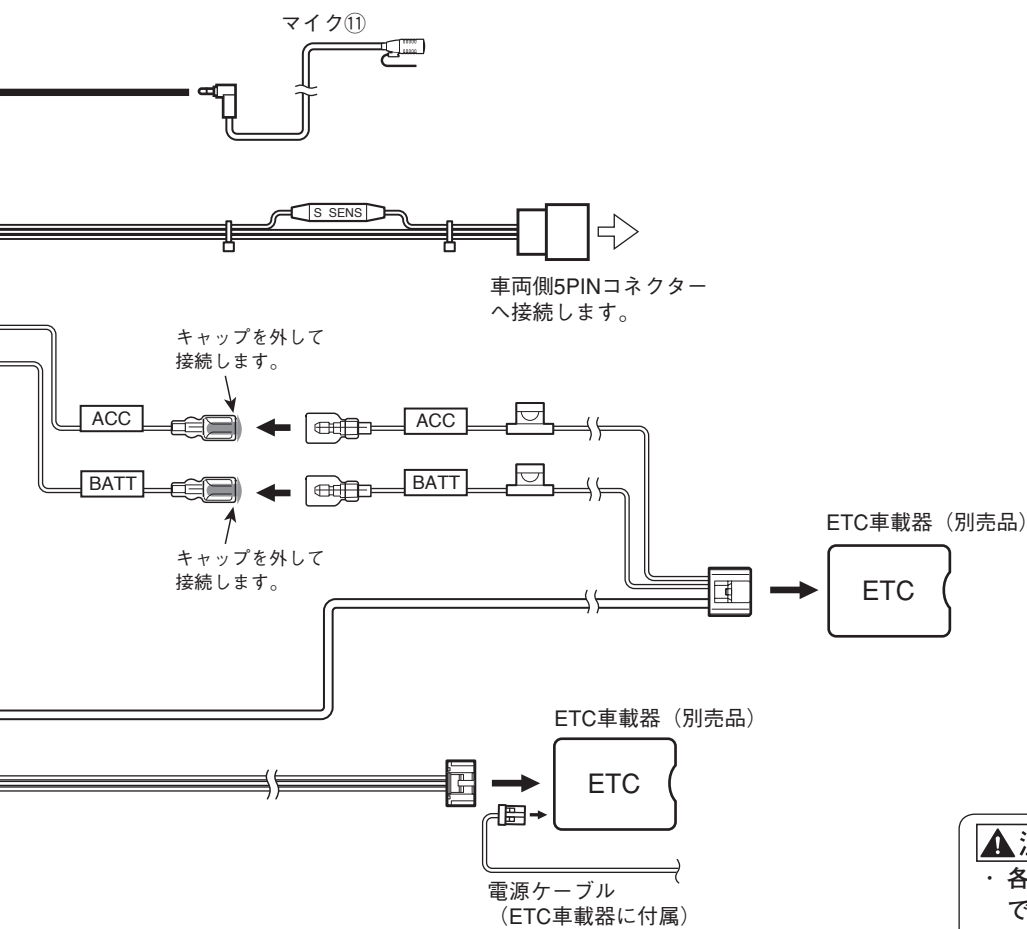 マイク⑪
S SENS
車両側5PINコネクター
へ接続します。
キャップを外して
接続します。
ACC
ACC
BATT
BATT
キャップを外して
接続します。
ETC車載器（別売品）
ETC
ETC車載器（別売品）
ETC
電源ケーブル
（ETC車載器に付属）
・各
で